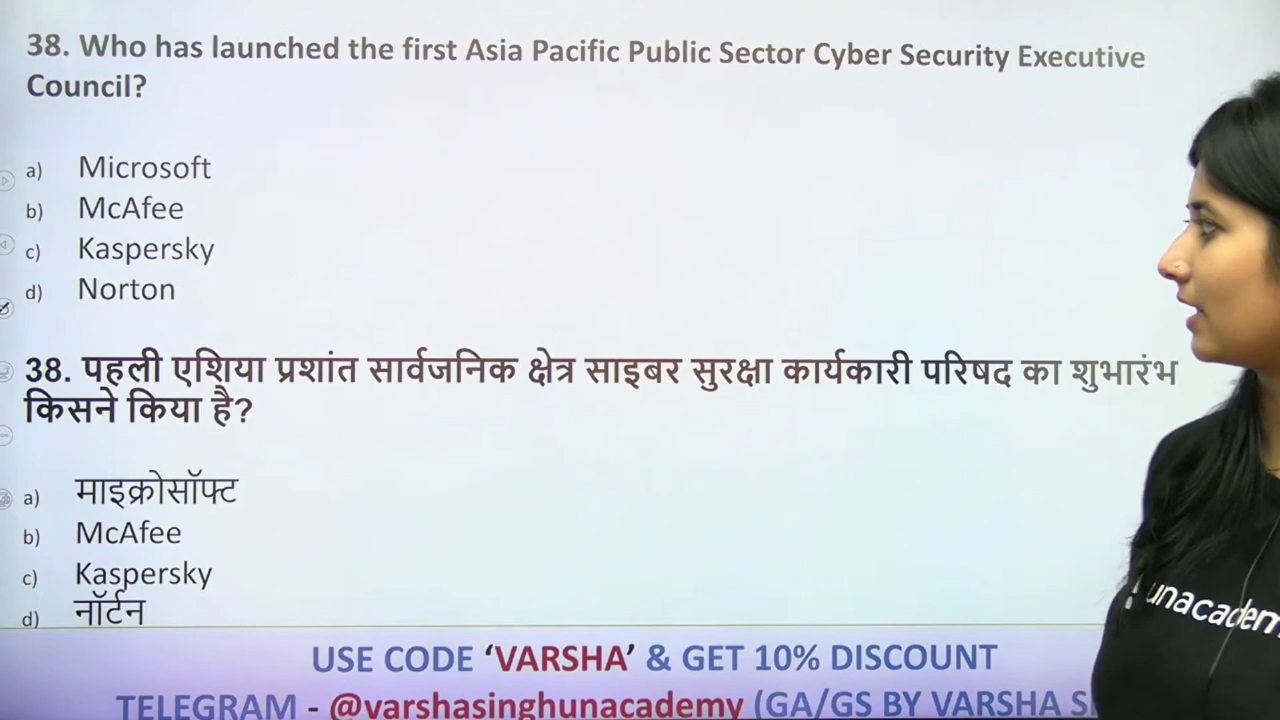 38. Who has launched the first Asia Pacific Public Sector Cyber Security Executive
Council?
a) Microsoft
b) McAfee
c) Kaspersky
d) Norton
38. पहली एशिया प्रशांत सार्वजनिक क्षेत्र साइबर सुरक्षा कार्यकारी परिषद का शुभारंभ
किसने किया है?
a) माइक्रोसॉफ्ट
b) McAfee
c) Kaspersky
d) नॉर्टन
unacadem
USE CODE ‘VARSHA’ & GET 10% DISCOUNT
TELEGRAM - @varshasinghunacademy (GA/GS BY VARSHA S